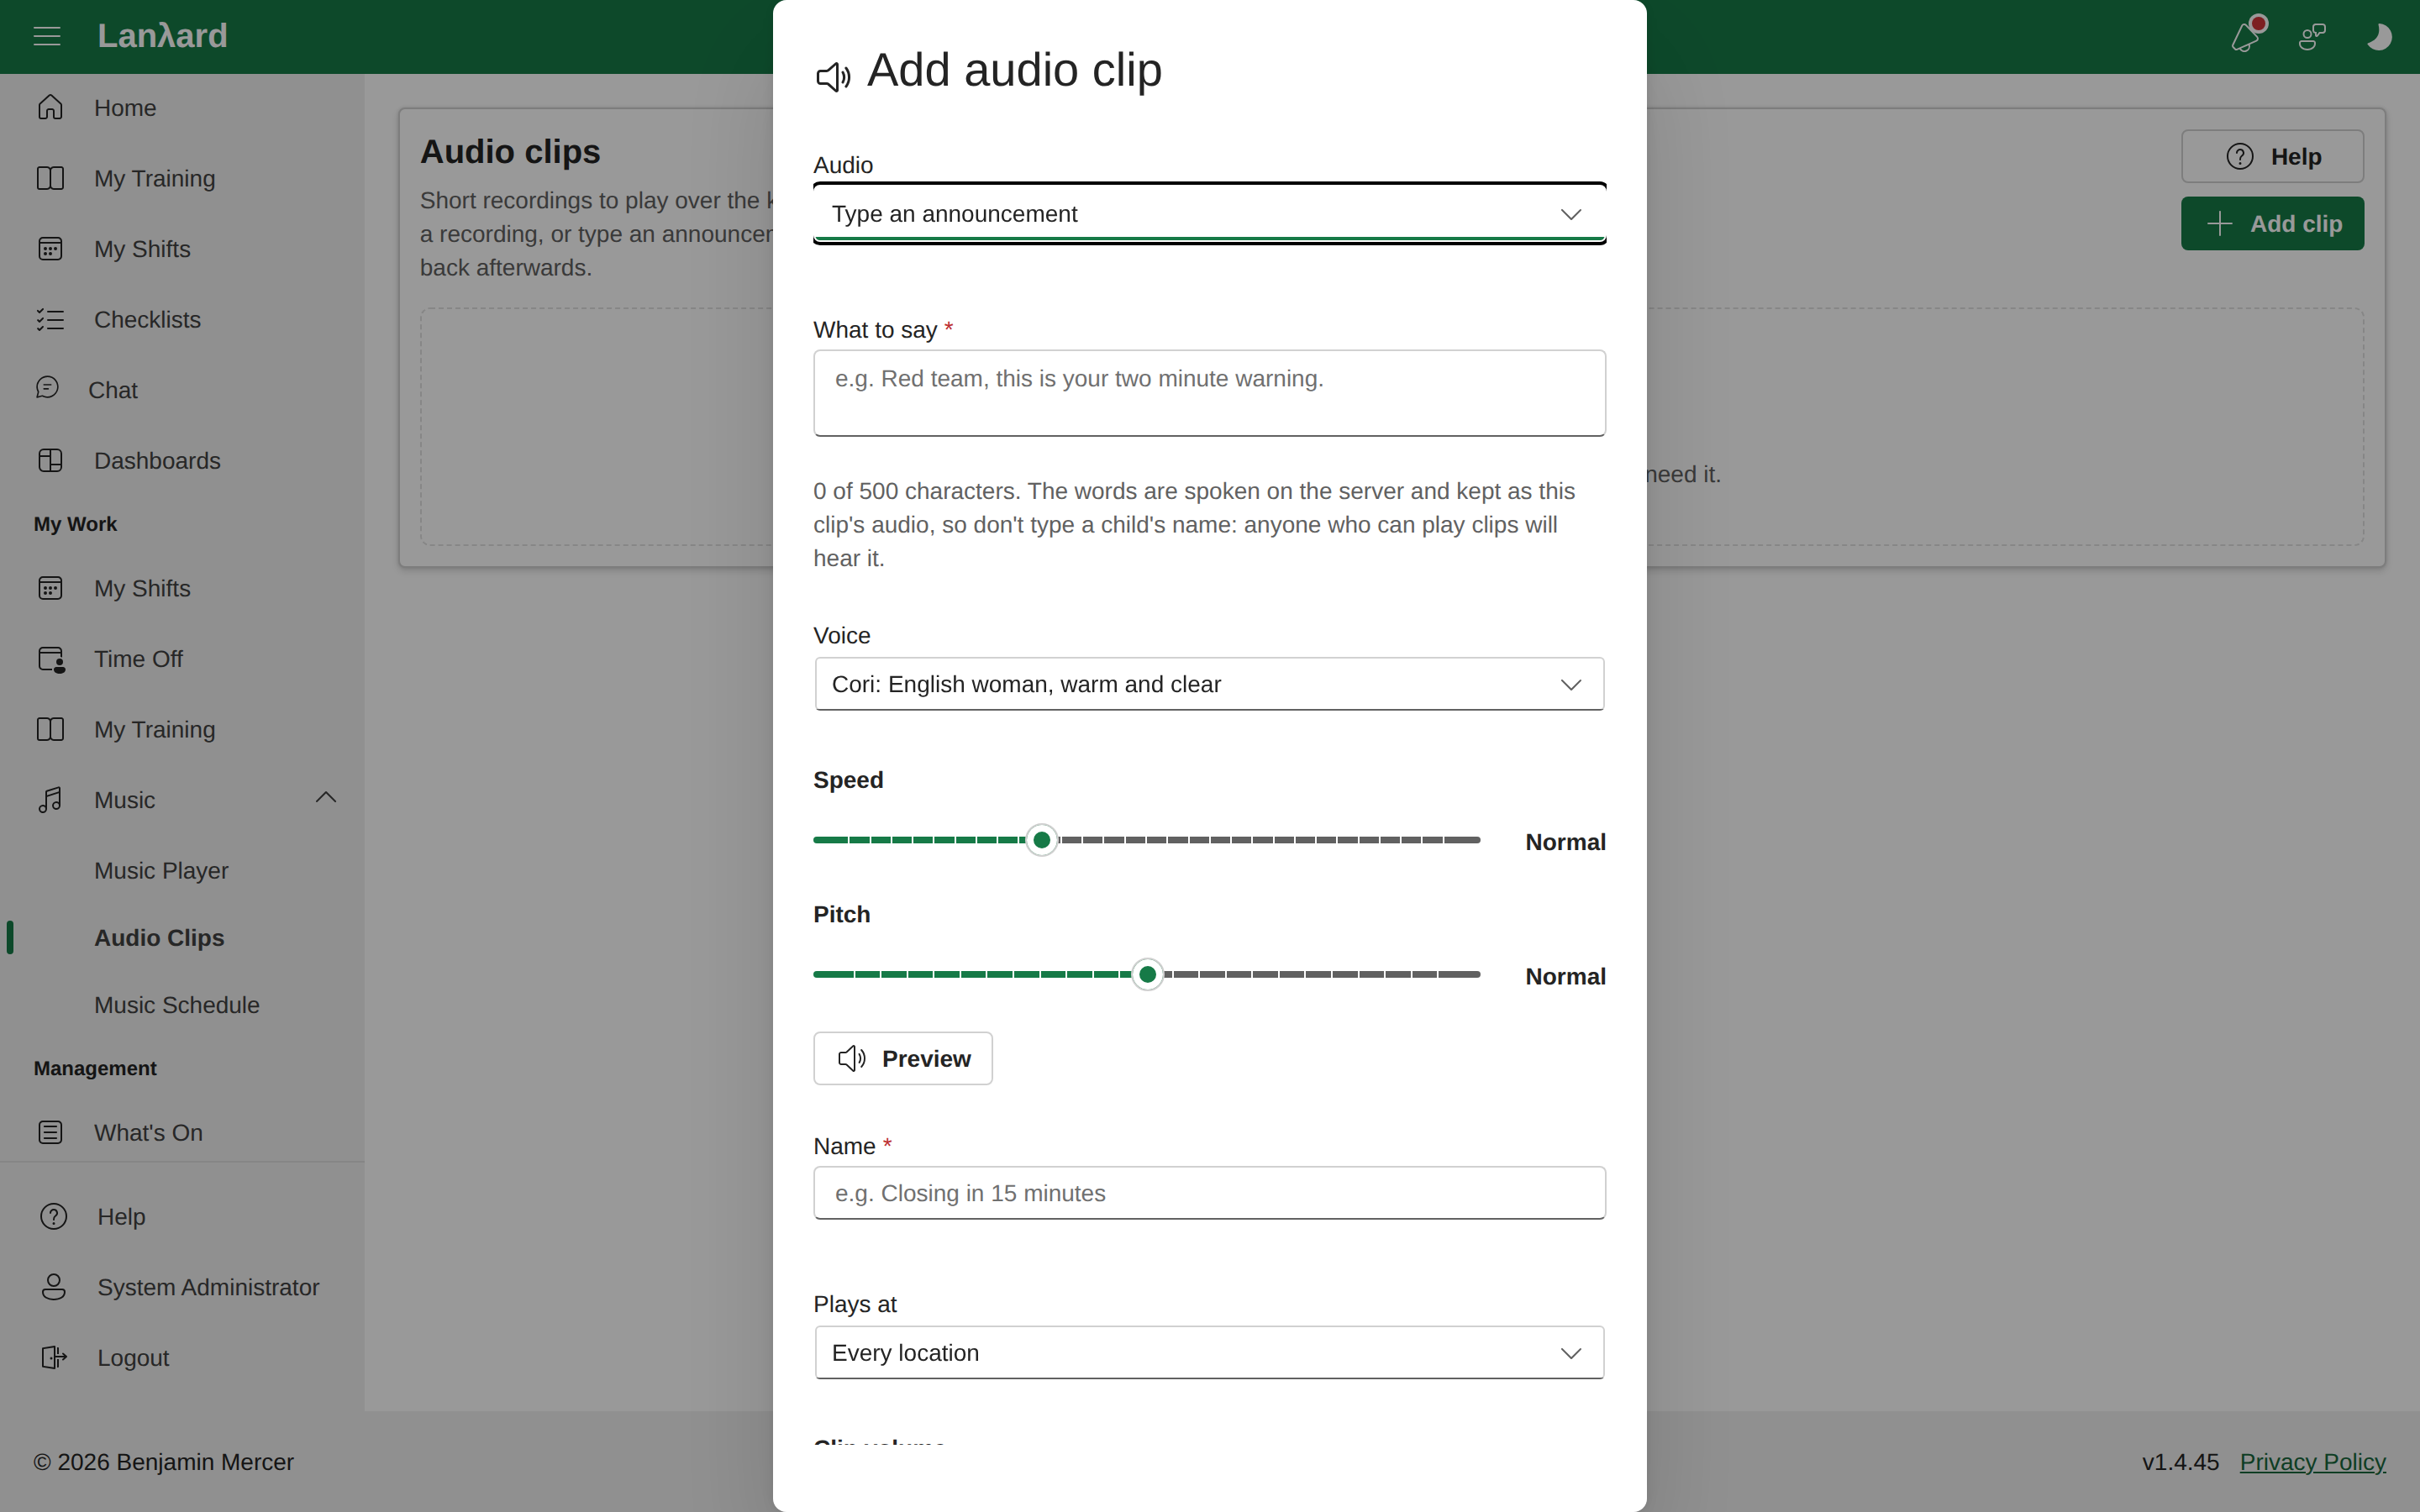 Lanλard
Home
My Training
My Shifts
Checklists
Chat
Dashboards
My Work
My Shifts
Time Off
My Training
Music
Music Player
Audio Clips
Music Schedule
Management
What's On
Help
System Administrator
Logout
Audio clips
Short recordings to play over the
a recording, or type an
back afterwards.
need it.
Help
Add clip
Add audio clip
Audio
Type an announcement
What to say *
e.g. Red team, this is your two minute warning.
0 of 500 characters. The words are spoken on the server and kept as this
clip's audio, so don't type a child's name: anyone who can play clips will
hear it.
Voice
Cori: English woman, warm and clear
Speed
Normal
Pitch
Normal
Preview
Name *
e.g. Closing in 15 minutes
Plays at
Every location
© 2026 Benjamin Mercer
v1.4.45 Privacy Policy